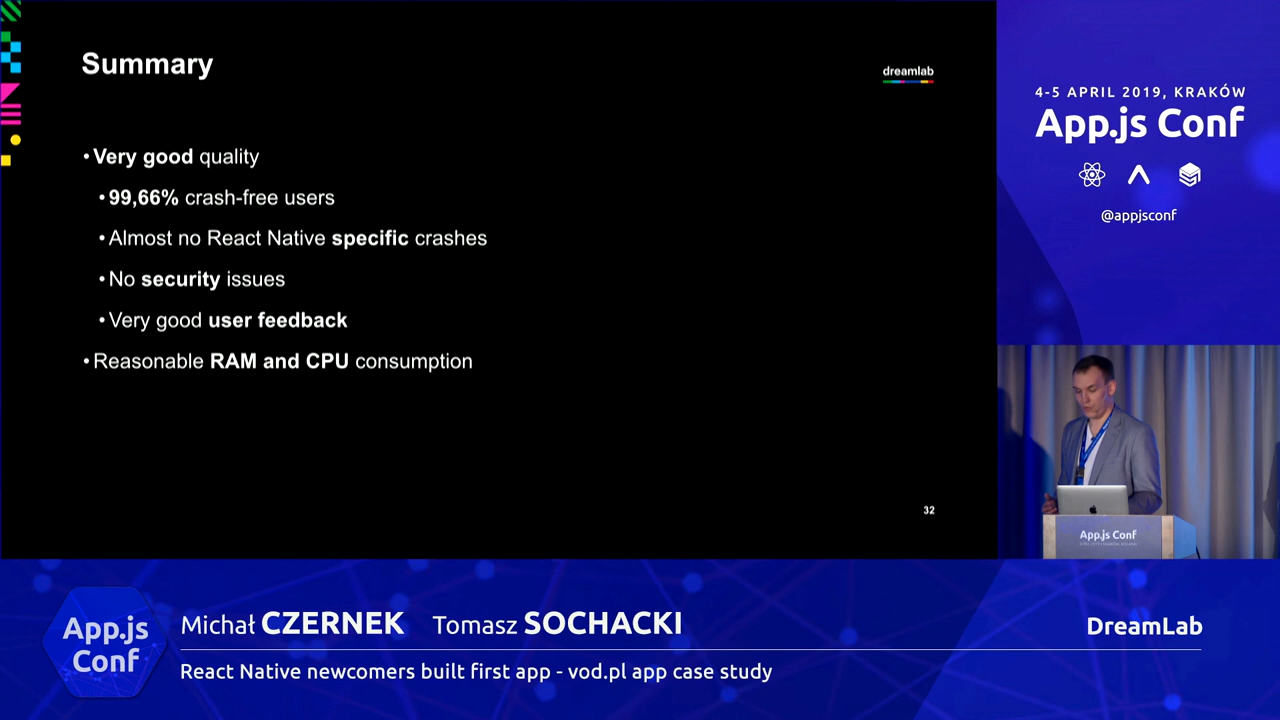 Summary
dreamlab
• Very good quality
• 99,66% crash-free users
• Almost no React Native specific crashes
• No security issues
• Very good user feedback
• Reasonable RAM and CPU consumption
32
4-5 APRIL 2019, KRAKÓW
App.js Conf
@appjsconf
App.js Conf
App.js
Conf
Michał CZERNEK Tomasz SOCHACKI
DreamLab
React Native newcomers built first app - vod.pl app case study